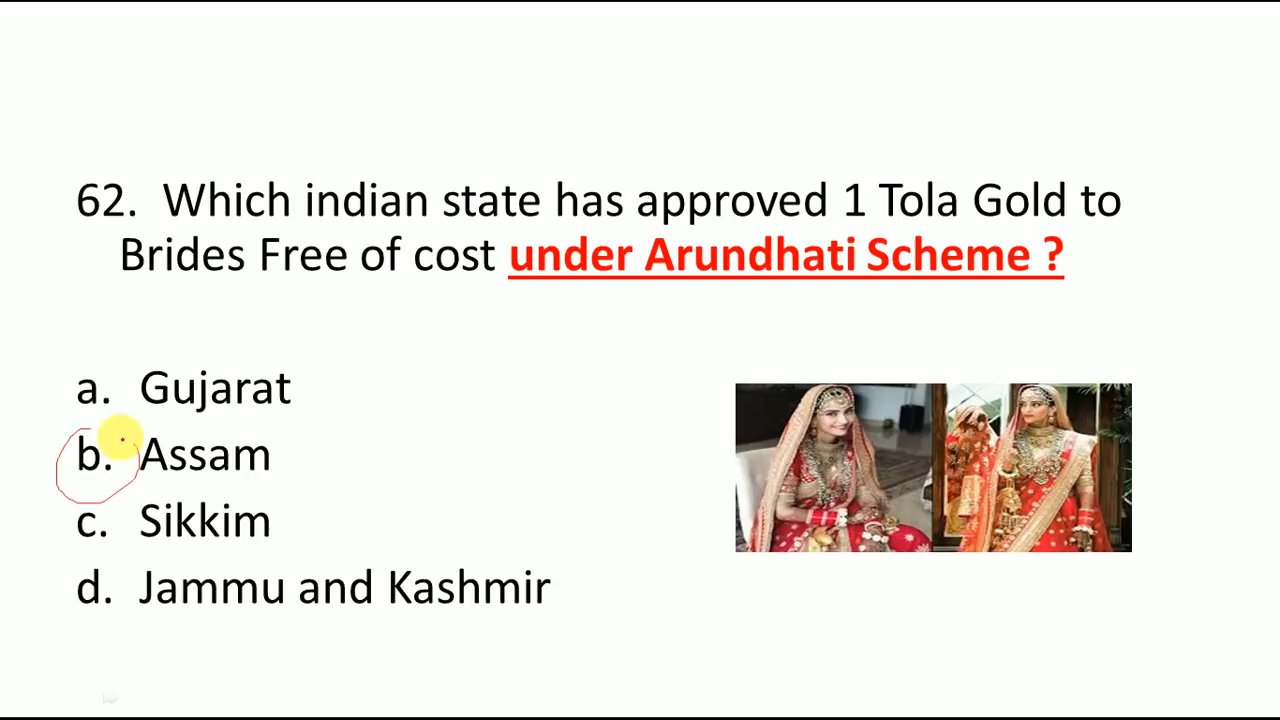 62. Which indian state has approved 1 Tola Gold to
Brides Free of cost under Arundhati Scheme ?
a. Gujarat
b. Assam
c. Sikkim
d. Jammu and Kashmir